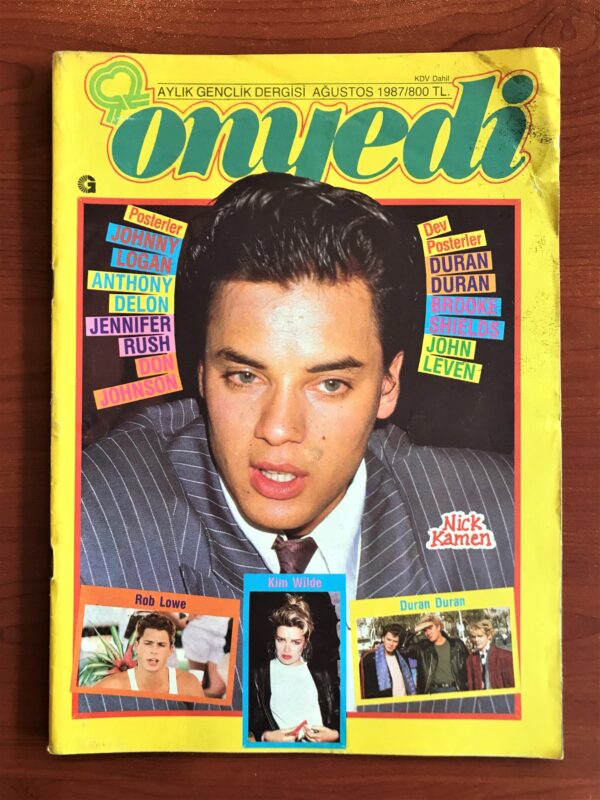 KDV Dahil
AYLIK GENCLİK DERGİSİ AĞUSTOS 1987/800 TL.
onyedi
G
Posterler
JOHNNY
LOGAN
ANTHONY
DELON
JENNIFER
RUSH
DON
JOHNSON
Dev
Posterler
DURAN
DURAN
BROOKE
SHIELDS
JOHN
LEVEN
Nick
Kamen
Rob Lowe
Kim Wilde
Duran Duran